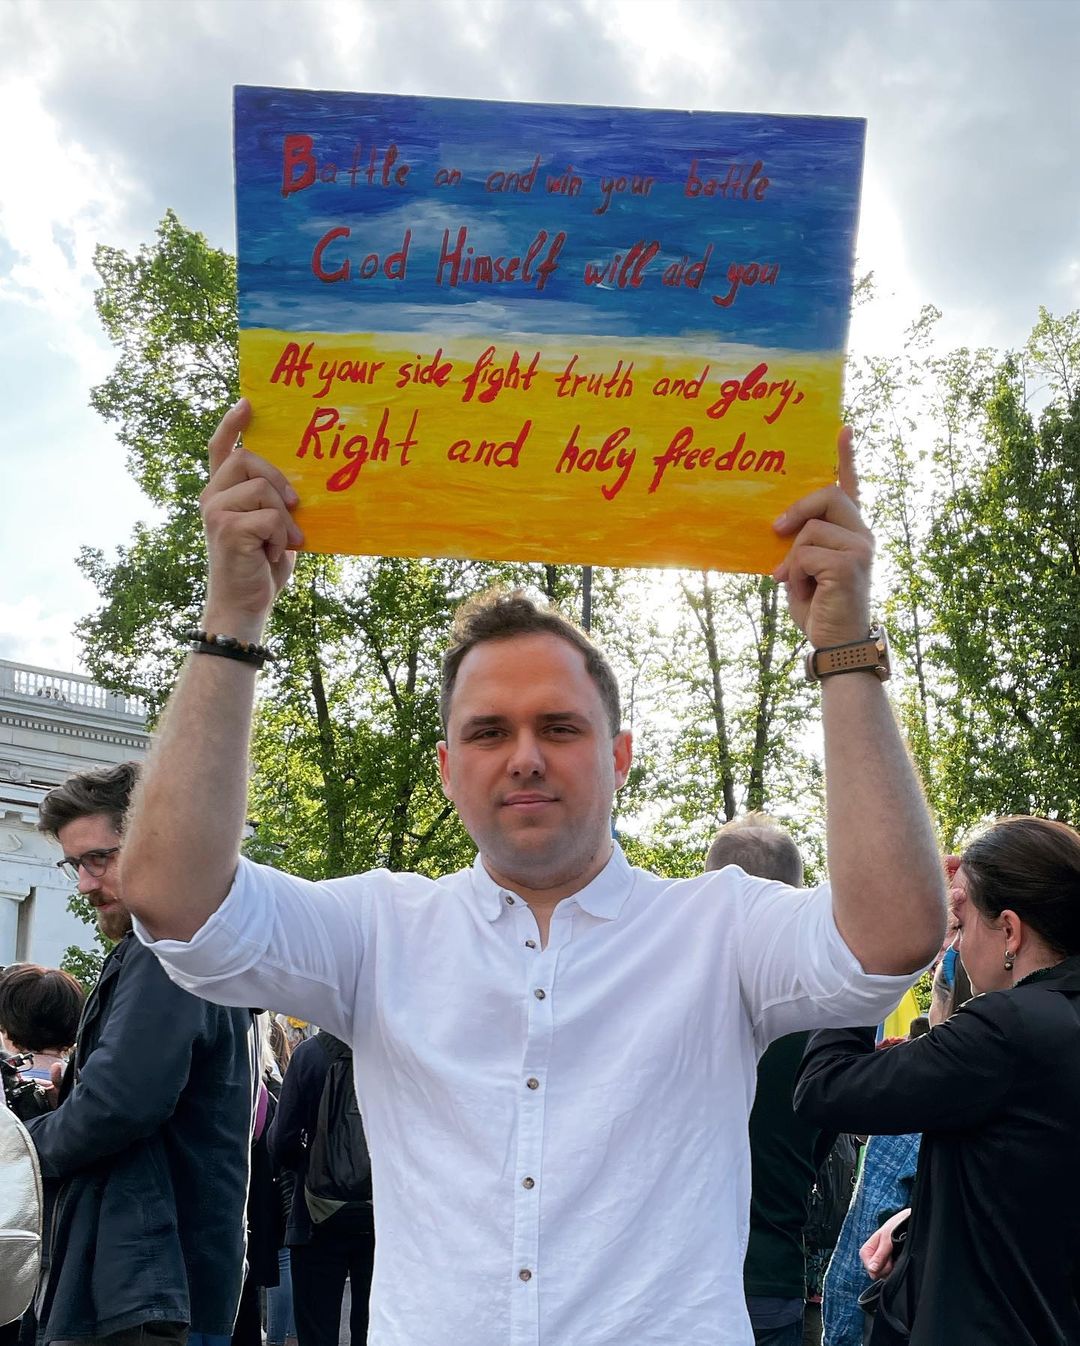 Battle on and win your battle
God Himself will aid you
At your side fight truth and glory,
Right and holy freedom.